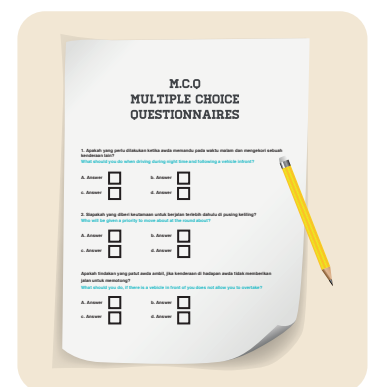 M.C.Q
MULTIPLE CHOICE
QUESTIONNAIRES
1. Apakah yang perlu dilakukan ketika awda memandu pada waktu malam dan mengekori sebuah
kenderaan lain?
What should you do when driving during night time and following a vehicle infront?
A. Answer b. Answer
c. Answer d. Answer
2. Siapakah yang diberi keutamaan untuk berjalan terlebih dahulu di pusing keliling?
Who will be given a priority to move about at the round about?
A. Answer b. Answer
c. Answer d. Answer
Apakah tindakan yang patut awda ambil, jika kenderaan di hadapan awda tidak memberikan
jalan untuk memotong?
What should you do, if there is a vehicle in front of you does not allow you to overtake?
A. Answer b. Answer
c. Answer d. Answer